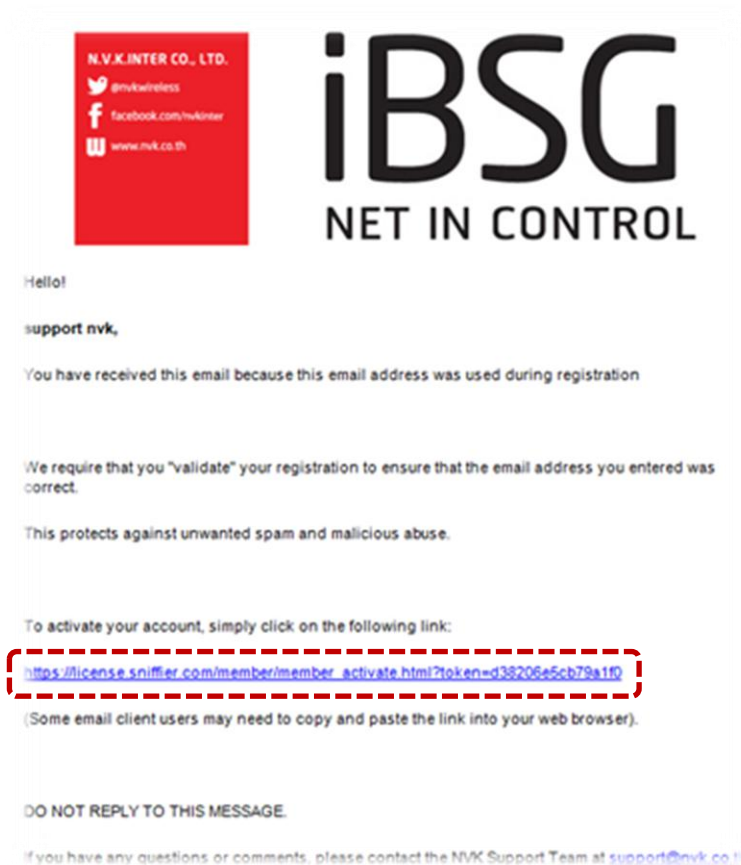 N.V.K.INTER CO., LTD.
@nvkwireless
facebook.com/nvkinter
www.nvk.co.th
iBSG
NET IN CONTROL
Hello!
support nvk,
You have received this email because this email address was used during registration
We require that you "validate" your registration to ensure that the email address you entered was
correct.
This protects against unwanted spam and malicious abuse.
To activate your account, simply click on the following link:
https://license.sniffier.com/member/member_activate.html?token=d38206e5cb79a1f0
(Some email client users may need to copy and paste the link into your web browser).
DO NOT REPLY TO THIS MESSAGE.
If you have any questions or comments, please contact the NVK Support Team at support@nvk.co.t